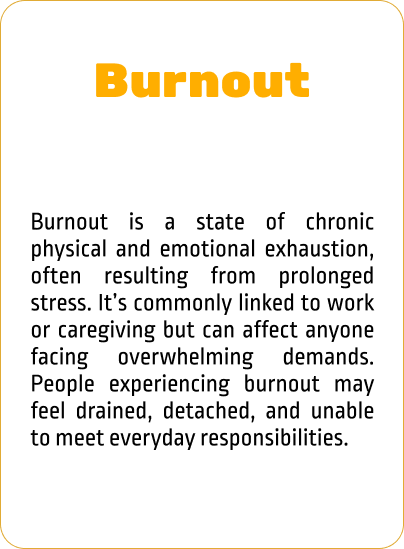 Burnout
Burnout is a state of chronic
physical and emotional exhaustion,
often resulting from prolonged
stress. It’s commonly linked to work
or caregiving but can affect anyone
facing overwhelming demands.
People experiencing burnout may
feel drained, detached, and unable
to meet everyday responsibilities.